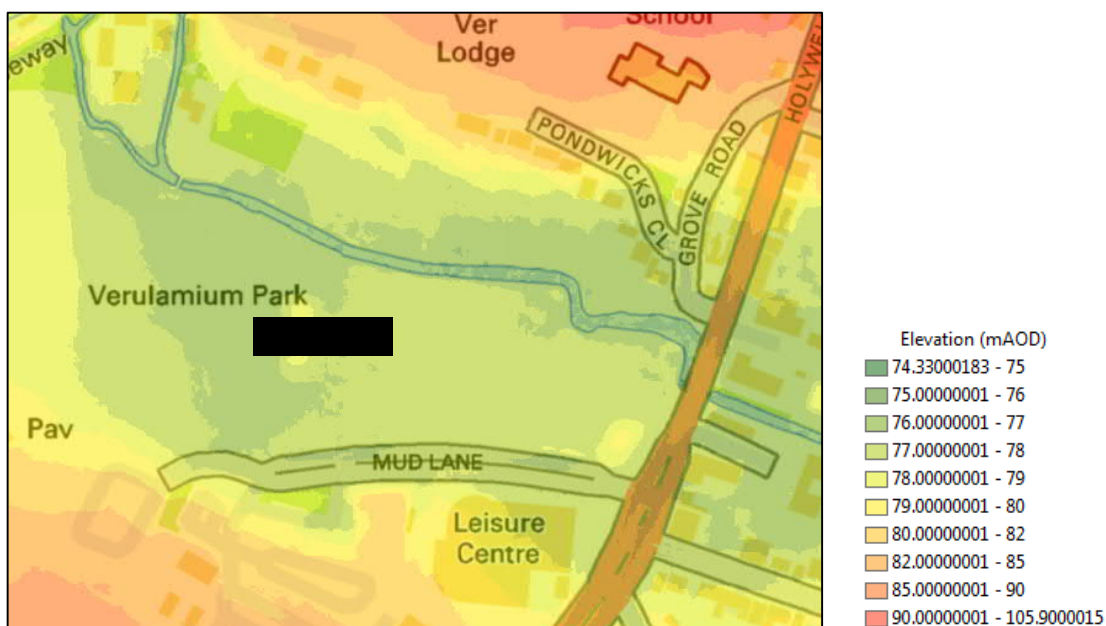 Ver
Lodge
School
HOLYWEL
eway
PONDWICKS CL
GROVE ROAD
Verulamium Park
Pav
MUD LANE
Leisure
Centre
Elevation (mAOD)
74.33000183 - 75
75.00000001 - 76
76.00000001 - 77
77.00000001 - 78
78.00000001 - 79
79.00000001 - 80
80.00000001 - 82
82.00000001 - 85
85.00000001 - 90
90.00000001 - 105.9000015